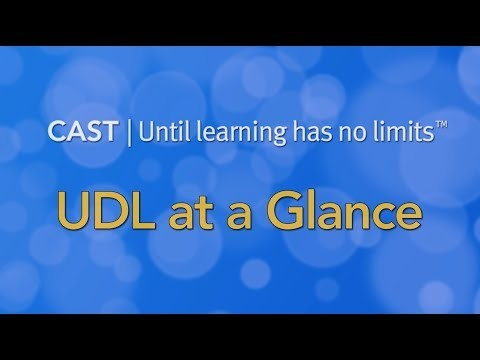 CAST | Until learning has no limits™
UDL at a Glance